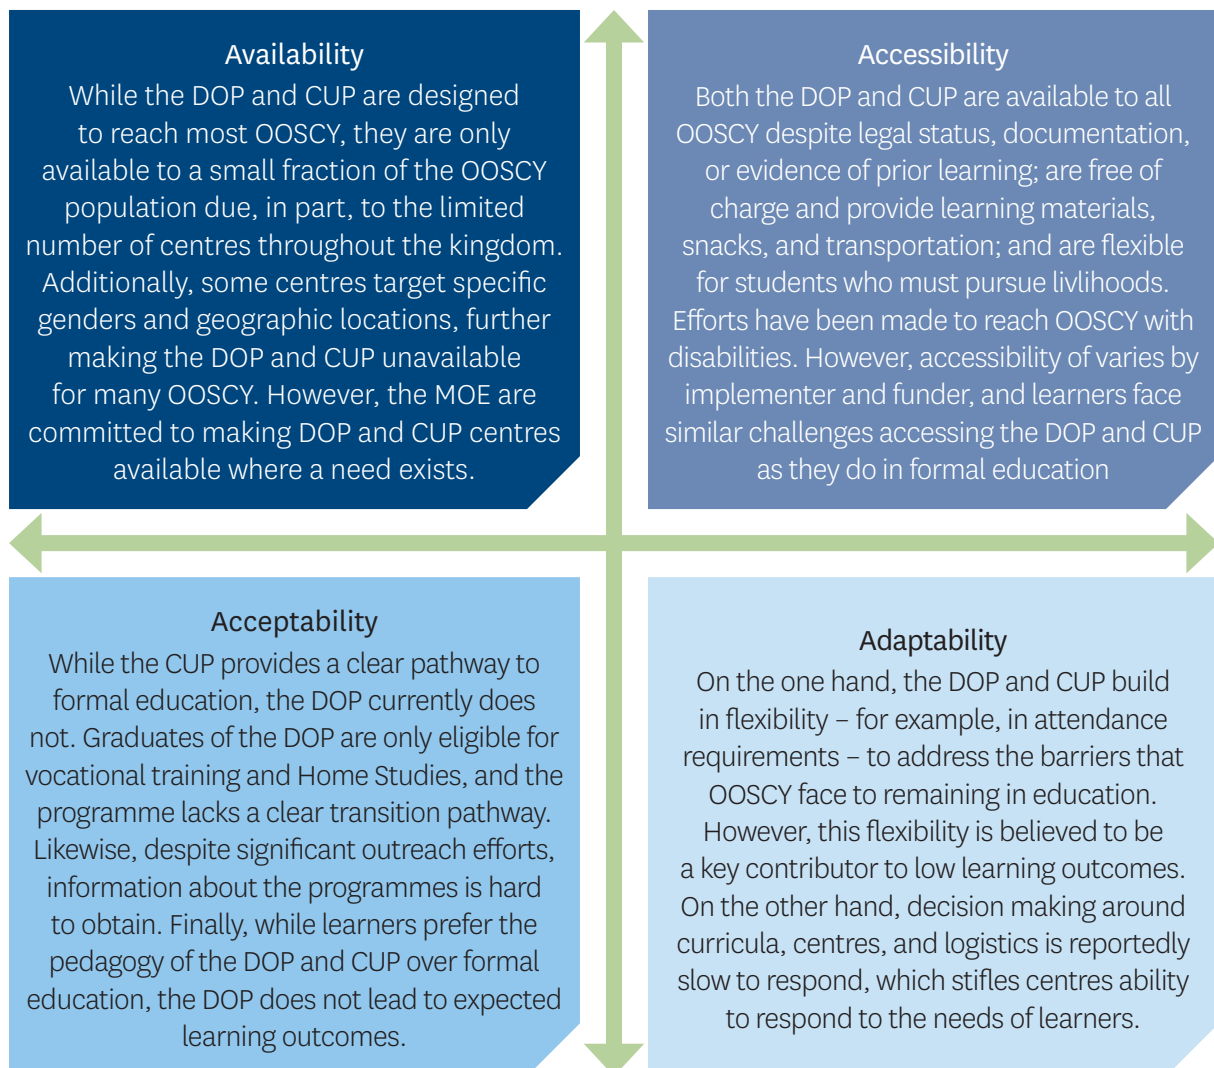 Availability
While the DOP and CUP are designed
to reach most OOSCY, they are only
available to a small fraction of the OOSCY
population due, in part, to the limited
number of centres throughout the kingdom.
Additionally, some centres target specific
genders and geographic locations, further
making the DOP and CUP unavailable
for many OOSCY. However, the MOE are
committed to making DOP and CUP centres
available where a need exists.
Accessibility
Both the DOP and CUP are available to all
OOSCY despite legal status, documentation,
or evidence of prior learning; are free of
charge and provide learning materials,
snacks, and transportation; and are flexible
for students who must pursue livlihoods.
Efforts have been made to reach OOSCY with
disabilities. However, accessibility of varies by
implementer and funder, and learners face
similar challenges accessing the DOP and CUP
as they do in formal education
Acceptability
While the CUP provides a clear pathway to
formal education, the DOP currently does
not. Graduates of the DOP are only eligible for
vocational training and Home Studies, and the
programme lacks a clear transition pathway.
Likewise, despite significant outreach efforts,
information about the programmes is hard
to obtain. Finally, while learners prefer the
pedagogy of the DOP and CUP over formal
education, the DOP does not lead to expected
learning outcomes.
Adaptability
On the one hand, the DOP and CUP build
in flexibility – for example, in attendance
requirements – to address the barriers that
OOSCY face to remaining in education.
However, this flexibility is believed to be
a key contributor to low learning outcomes.
On the other hand, decision making around
curricula, centres, and logistics is reportedly
slow to respond, which stifles centres ability
to respond to the needs of learners.